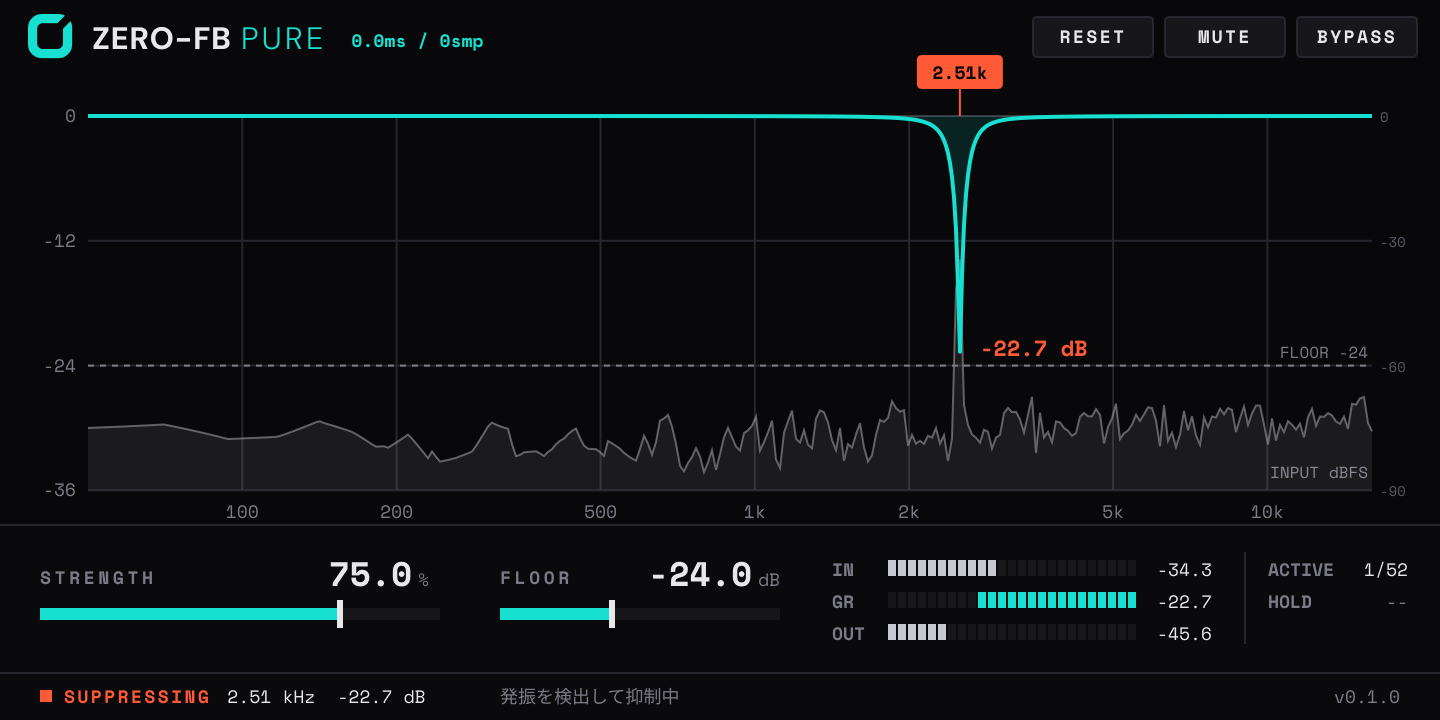 ZERO-FB PURE 0.0ms / 0smp RESET MUTE BYPASS
2.51k
0 0
-12 -30
-22.7 dB
FLOOR -24
-24 -60
INPUT dBFS
-36 -90
100 200 500 1k 2k 5k 10k
STRENGTH 75.0 % FLOOR -24.0 dB
IN -34.3 ACTIVE 1/52
GR -22.7 HOLD --
OUT -45.6
SUPPRESSING 2.51 kHz -22.7 dB 発振を検出して抑制中 v0.1.0